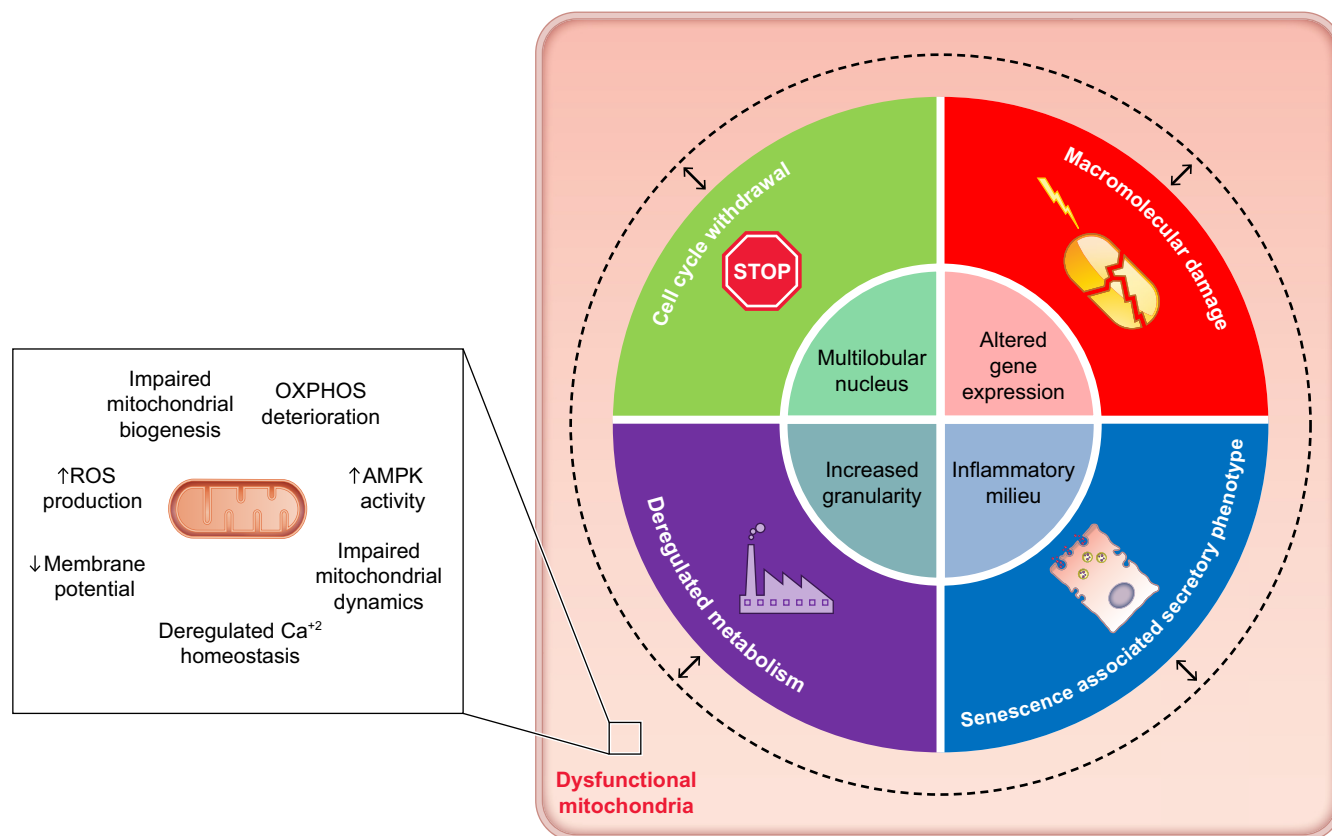 Cell cycle withdrawal
STOP
Macromolecular damage
Multilobular
nucleus
Altered
gene
expression
Increased
granularity
Inflammatory
milieu
Deregulated metabolism
Senescence associated secretory phenotype
Impaired
mitochondrial
biogenesis
OXPHOS
deterioration
↑ROS
production
↑AMPK
activity
↓Membrane
potential
Impaired
mitochondrial
dynamics
Deregulated Ca⁺²
homeostasis
Dysfunctional
mitochondria